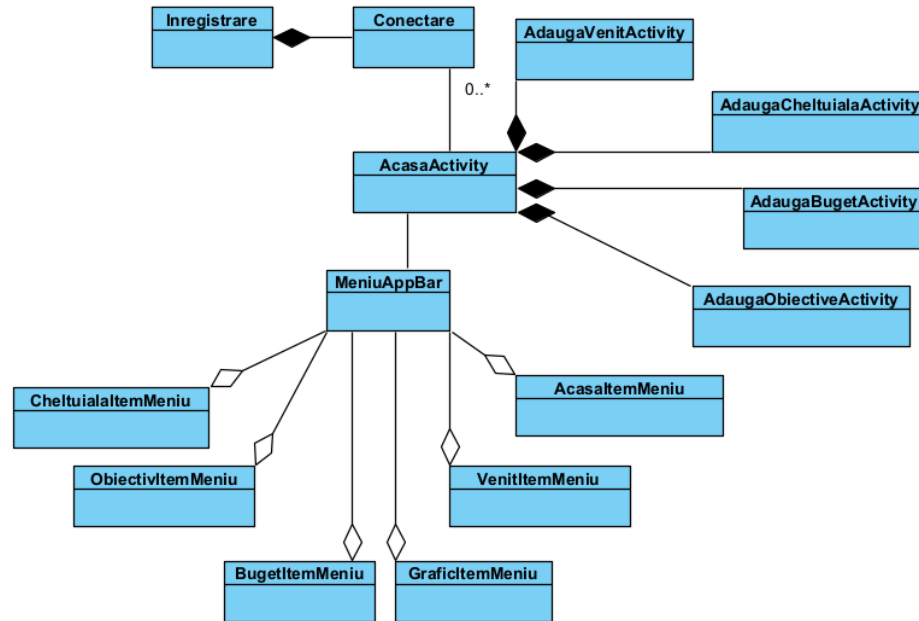 Inregistrare
Conectare
AdaugaVenitActivity
0..*
AdaugaCheltuialaActivity
AcasaActivity
AdaugaBugetActivity
MeniuAppBar
AdaugaObiectiveActivity
CheltuialaItemMeniu
AcasaItemMeniu
ObiectivItemMeniu
VenitItemMeniu
BugetItemMeniu
GraficItemMeniu